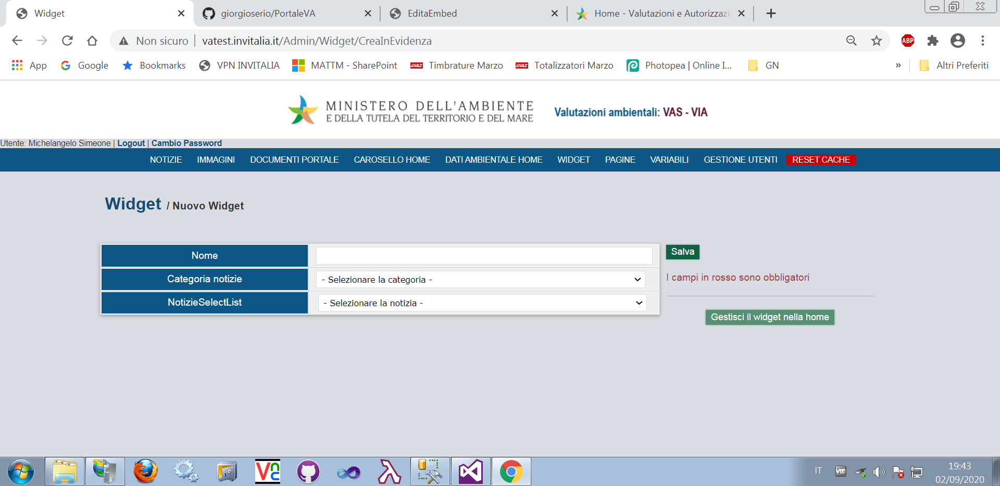 Widget
giorgioserio/PortaleVA
EditaEmbed
Home - Valutazioni e Autorizzazi
Non sicuro
vatest.invitalia.it/Admin/Widget/CreaInEvidenza
ABP
App
Google
Bookmarks
VPN INVITALIA
MATTM - SharePoint
Timbrature Marzo
Totalizzatori Marzo
Photopea | Online I...
GN
»
Altri Preferiti
MINISTERO DELL'AMBIENTE
E DELLA TUTELA DEL TERRITORIO E DEL MARE
Valutazioni ambientali: VAS - VIA
Utente: Michelangelo Simeone | Logout | Cambio Password
NOTIZIE
IMMAGINI
DOCUMENTI PORTALE
CAROSELLO HOME
DATI AMBIENTALE HOME
WIDGET
PAGINE
VARIABILI
GESTIONE UTENTI
RESET CACHE
Widget / Nuovo Widget
Nome
Salva
Categoria notizie
- Selezionare la categoria -
I campi in rosso sono obbligatori
NotizieSelectList
- Selezionare la notizia -
Gestisci il widget nella home
IT
19:43
02/09/2020